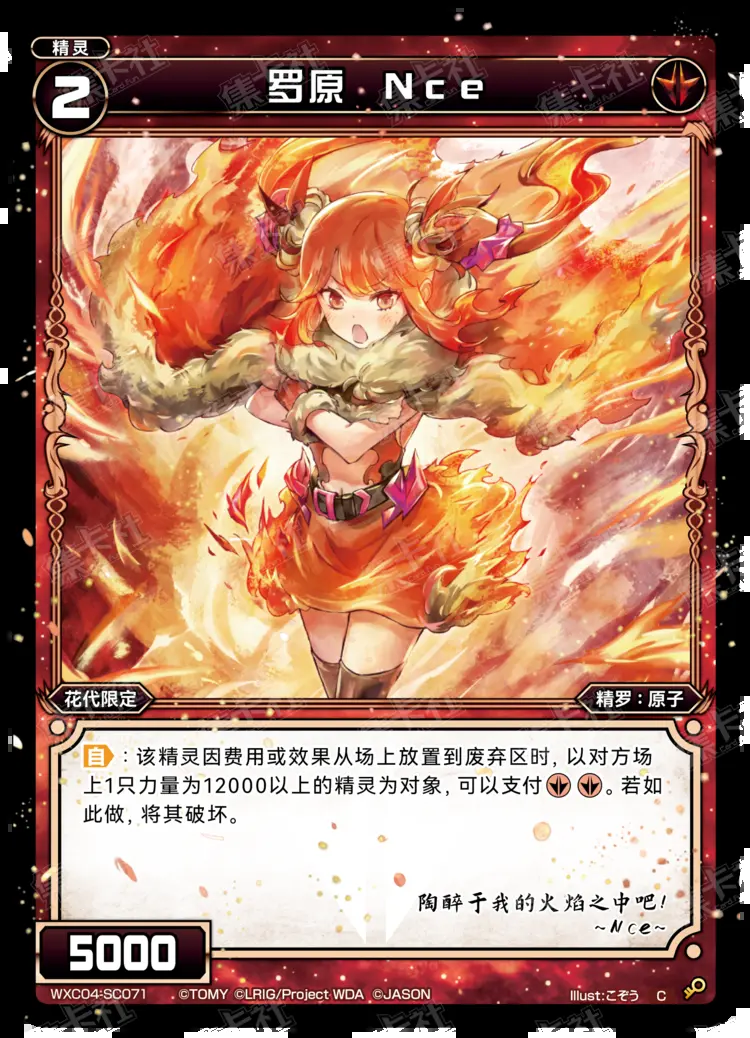 精灵
2
罗原 Nce
花代限定
精罗：原子
自：该精灵因费用或效果从场上放置到废弃区时，以对方场
上1只力量为12000以上的精灵为对象，可以支付。若如
此做，将其破坏。
陶醉于我的火焰之中吧！
~Nce~
5000
WXC04-SC071 ©TOMY ©LRIG/Project WDA ©JASON
Illust:こぞう C
集卡社